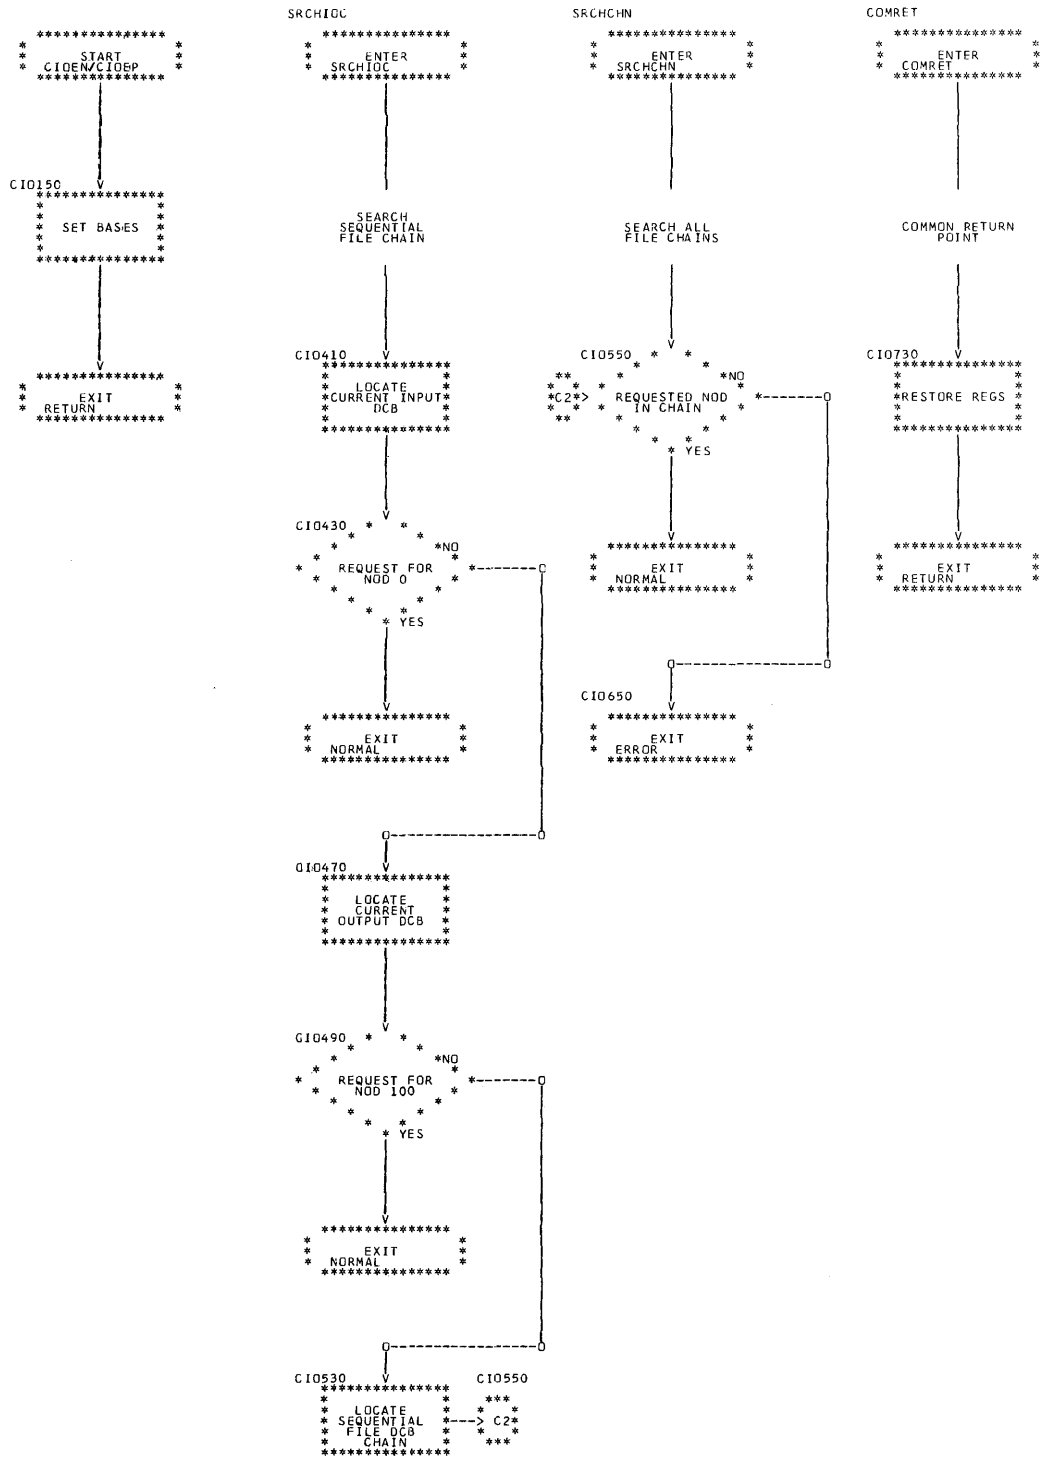 START
CIOEN/CIOEP
CIO150
SET BASES
EXIT
RETURN
SRCHIOC
ENTER
SRCHIOC
SEARCH
SEQUENTIAL
FILE CHAIN
CIO410
LOCATE
CURRENT INPUT
DCB
CIO430
NO
REQUEST FOR
NOD 0
YES
EXIT
NORMAL
CIO470
LOCATE
CURRENT
OUTPUT DCB
CIO490
NO
REQUEST FOR
NOD 100
YES
EXIT
NORMAL
CIO530
LOCATE
SEQUENTIAL
FILE DCB
CHAIN
CIO550
C2
SRCHCHN
ENTER
SRCHCHN
SEARCH ALL
FILE CHAINS
CIO550
NO
C2
REQUESTED NOD
IN CHAIN
YES
EXIT
NORMAL
CIO650
EXIT
ERROR
COMRET
ENTER
COMRET
COMMON RETURN
POINT
CIO730
RESTORE REGS
EXIT
RETURN